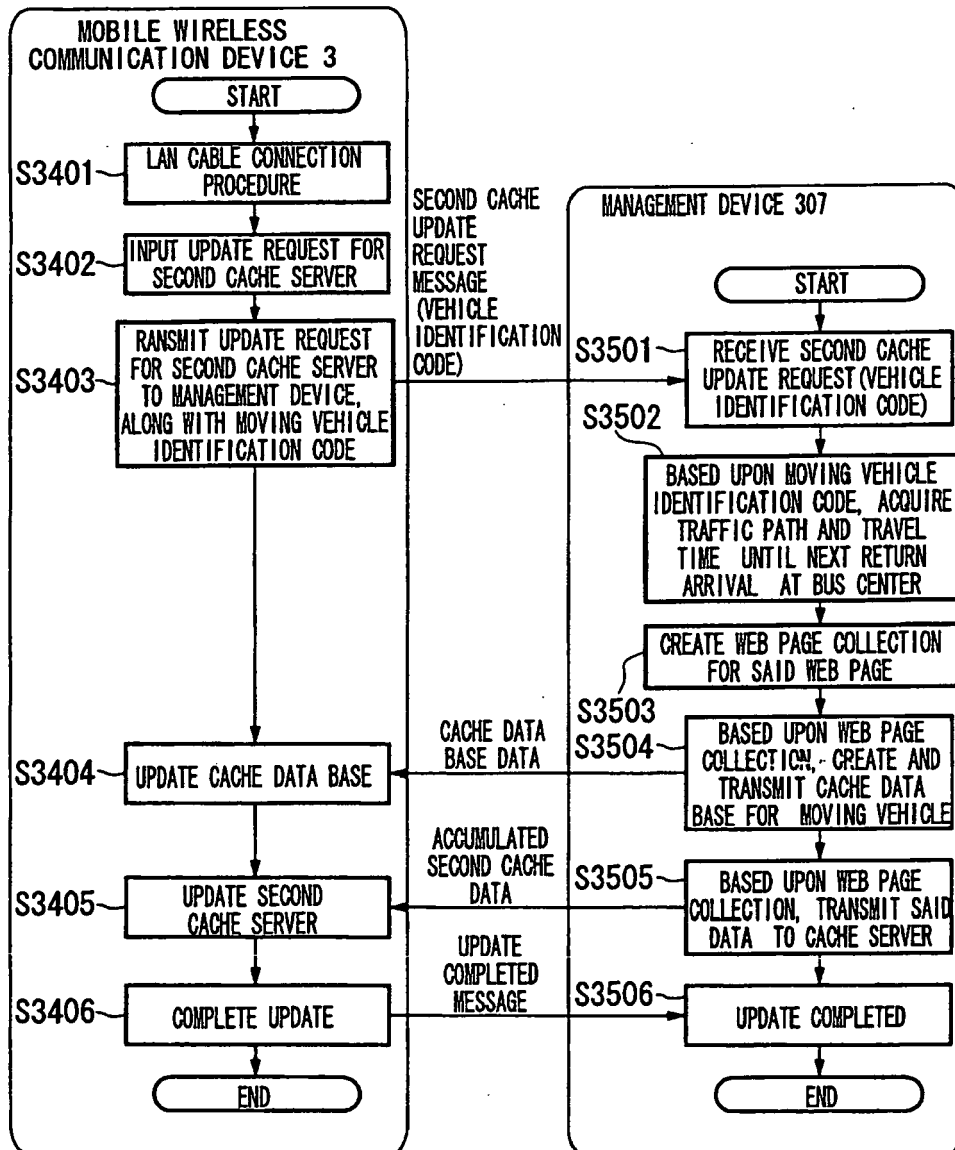 MOBILE WIRELESS
COMMUNICATION DEVICE 3
START
S3401
LAN CABLE CONNECTION
PROCEDURE
S3402
INPUT UPDATE REQUEST FOR
SECOND CACHE SERVER
S3403
RANSMIT UPDATE REQUEST
FOR SECOND CACHE SERVER
TO MANAGEMENT DEVICE,
ALONG WITH MOVING VEHICLE
IDENTIFICATION CODE
S3404
UPDATE CACHE DATA BASE
S3405
UPDATE SECOND
CACHE SERVER
S3406
COMPLETE UPDATE
END
SECOND CACHE
UPDATE
REQUEST
MESSAGE
(VEHICLE
IDENTIFICATION
CODE)
CACHE DATA
BASE DATA
ACCUMULATED
SECOND CACHE
DATA
UPDATE
COMPLETED
MESSAGE
MANAGEMENT DEVICE 307
START
S3501
RECEIVE SECOND CACHE
UPDATE REQUEST(VEHICLE
IDENTIFICATION CODE)
S3502
BASED UPON MOVING VEHICLE
IDENTIFICATION CODE, ACQUIRE
TRAFFIC PATH AND TRAVEL
TIME UNTIL NEXT RETURN
ARRIVAL AT BUS CENTER
CREATE WEB PAGE COLLECTION
FOR SAID WEB PAGE
S3503
S3504
BASED UPON WEB PAGE
COLLECTION, CREATE AND
TRANSMIT CACHE DATA
BASE FOR MOVING VEHICLE
S3505
BASED UPON WEB PAGE
COLLECTION, TRANSMIT SAID
DATA TO CACHE SERVER
S3506
UPDATE COMPLETED
END